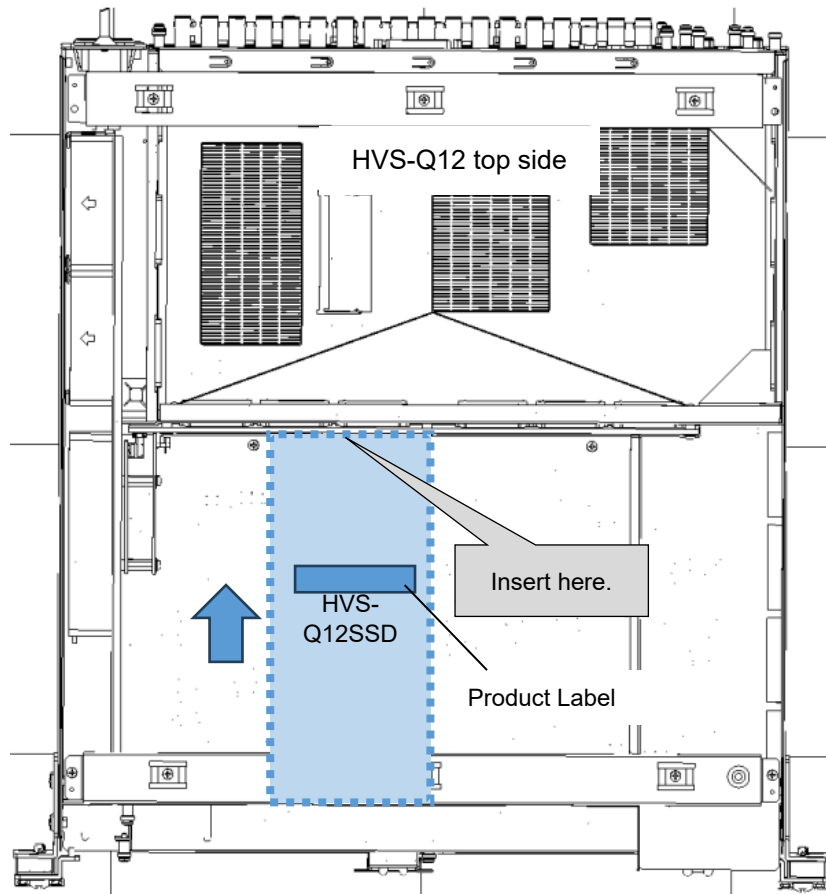 HVS-Q12 top side
Insert here.
HVS-
Q12SSD
Product Label